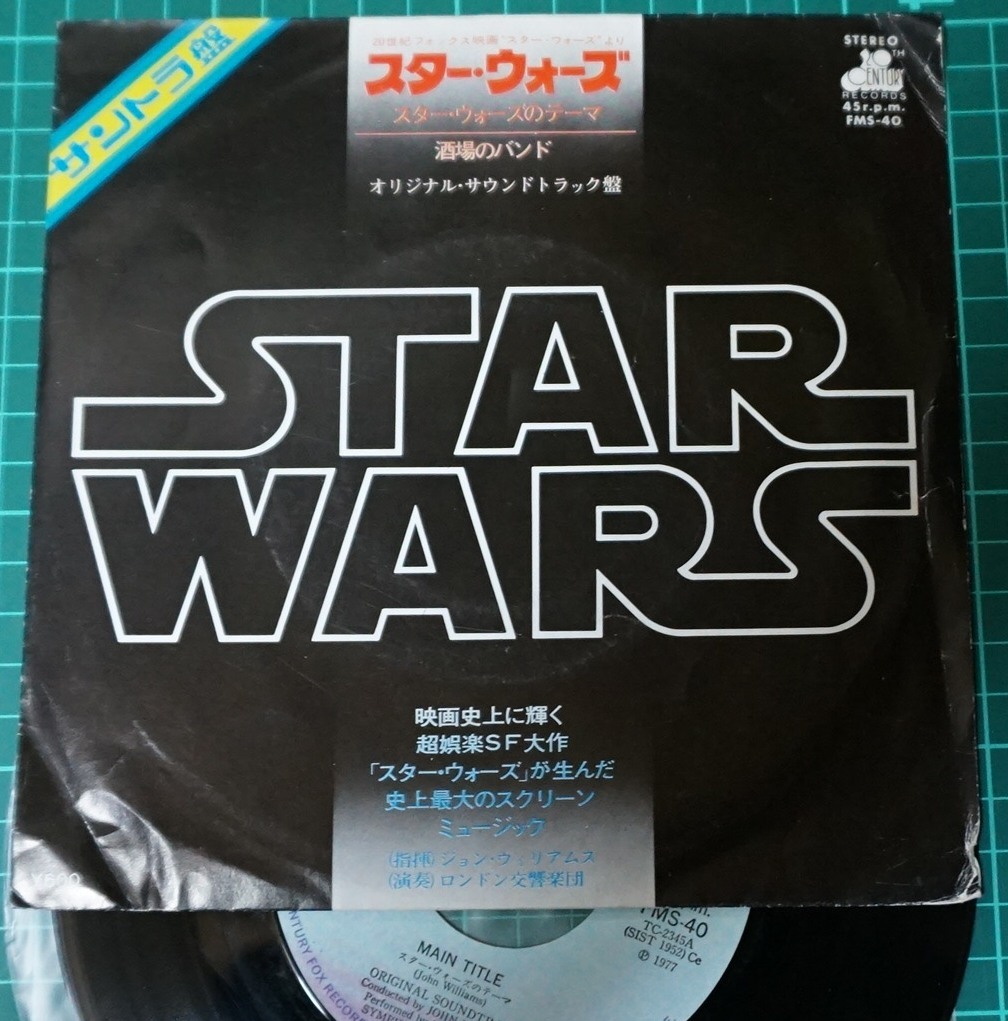 サントラ盤
20世紀フォックス映画"スター・ウォーズ"より
スター・ウォーズ
スター・ウォーズのテーマ
酒場のバンド
オリジナル・サウンドトラック盤
STEREO
20TH
CENTURY
RECORDS
45r.p.m.
FMS-40
STAR
WARS
映画史上に輝く
超娯楽SF大作
「スター・ウォーズ」が生んだ
史上最大のスクリーン
ミュージック
(指揮)ジョン・ウィリアムス
(演奏)ロンドン交響楽団
¥600
FMS-40
TC-2345A
(SIST 1952) Ce
Ⓟ 1977
MAIN TITLE
スター・ウォーズのテーマ
(John Williams)
ORIGINAL
Conducted by JOHN
CENTURY FOX